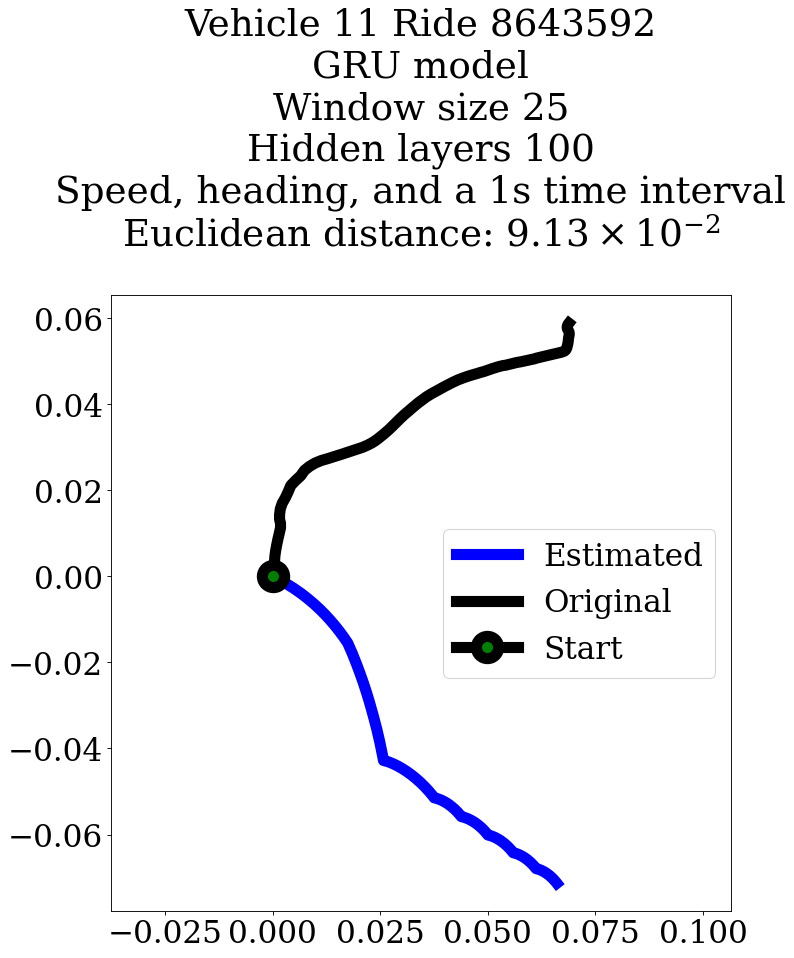 Vehicle 11 Ride 8643592
GRU model
Window size 25
Hidden layers 100
Speed, heading, and a 1s time interval
Euclidean distance: 9.13 × 10⁻²
0.06
0.04
0.02
0.00
−0.02
−0.04
−0.06
Estimated
Original
Start
−0.025 0.000 0.025 0.050 0.075 0.100